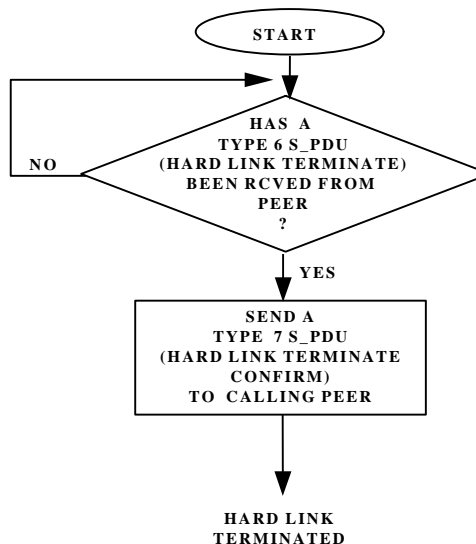 START
HAS A
TYPE 6 S_PDU
(HARD LINK TERMINATE)
BEEN RCVED FROM
PEER
?
NO
YES
SEND A
TYPE 7 S_PDU
(HARD LINK TERMINATE
CONFIRM)
TO CALLING PEER
HARD LINK
TERMINATED